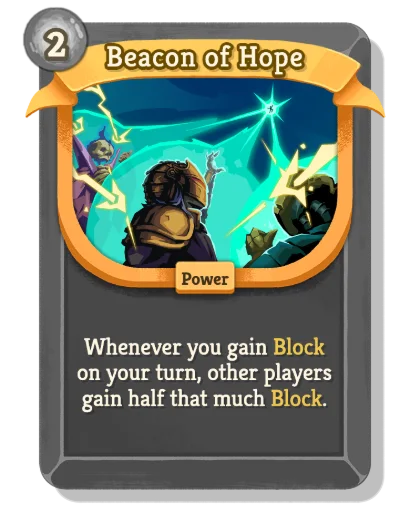 2
Beacon of Hope
Power
Whenever you gain Block
on your turn, other players
gain half that much Block.